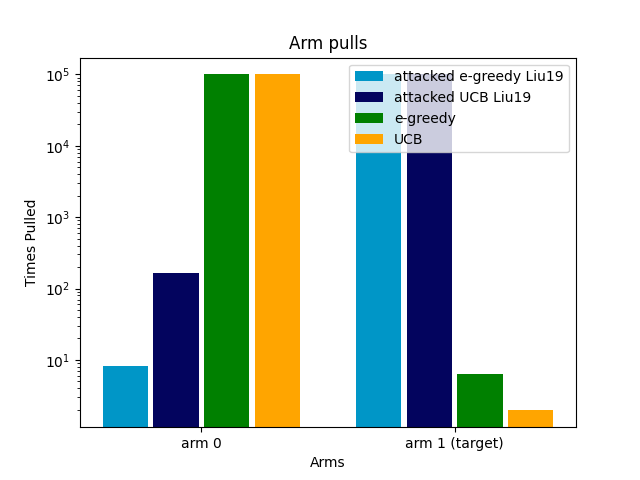 Arm pulls
attacked e-greedy Liu19
attacked UCB Liu19
e-greedy
UCB
10^5
10^4
10^3
10^2
10^1
Times Pulled
arm 0
arm 1 (target)
Arms